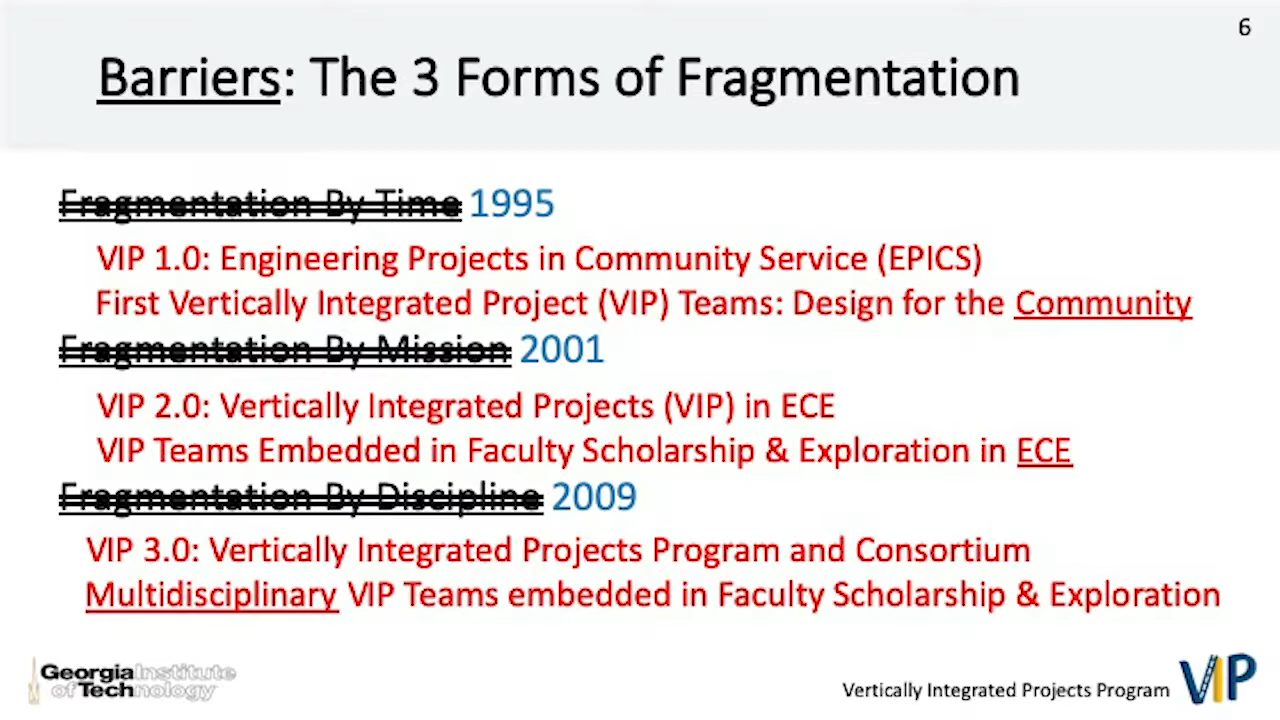 6
Barriers: The 3 Forms of Fragmentation
Fragmentation By Time 1995
VIP 1.0: Engineering Projects in Community Service (EPICS)
First Vertically Integrated Project (VIP) Teams: Design for the Community
Fragmentation By Mission 2001
VIP 2.0: Vertically Integrated Projects (VIP) in ECE
VIP Teams Embedded in Faculty Scholarship & Exploration in ECE
Fragmentation By Discipline 2009
VIP 3.0: Vertically Integrated Projects Program and Consortium
Multidisciplinary VIP Teams embedded in Faculty Scholarship & Exploration
Georgia Institute
of Technology
Vertically Integrated Projects Program
VIP